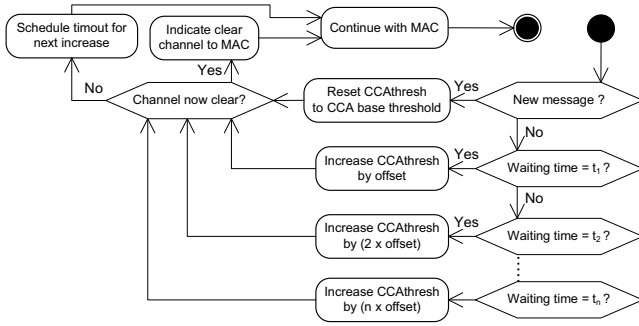 Schedule timout for
next increase
Indicate clear
channel to MAC
Continue with MAC
No
Yes
Channel now clear?
Reset CCAthresh
to CCA base threshold
Yes
New message ?
No
Increase CCAthresh
by offset
Yes
Waiting time = t1 ?
No
Increase CCAthresh
by (2 x offset)
Yes
Waiting time = t2 ?
Increase CCAthresh
by (n x offset)
Waiting time = tn ?